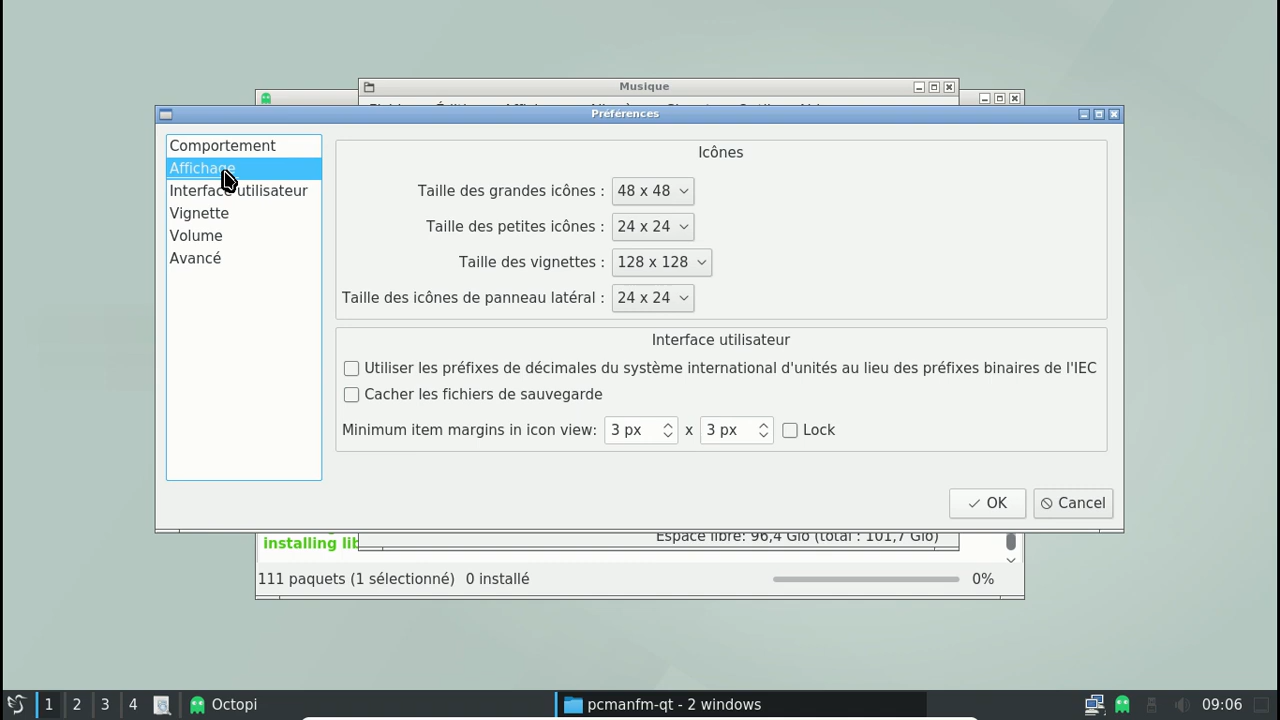 Musique
Préférences
Comportement
Affichage
Interface utilisateur
Vignette
Volume
Avancé
Icônes
Taille des grandes icônes : 48 x 48
Taille des petites icônes : 24 x 24
Taille des vignettes : 128 x 128
Taille des icônes de panneau latéral : 24 x 24
Interface utilisateur
Utiliser les préfixes de décimales du système international d'unités au lieu des préfixes binaires de l'IEC
Cacher les fichiers de sauvegarde
Minimum item margins in icon view: 3 px x 3 px Lock
OK Cancel
installing lib
Espace libre: 96,4 Gio (total : 101,7 Gio)
111 paquets (1 sélectionné) 0 installé 0%
1 2 3 4 Octopi pcmanfm-qt - 2 windows 09:06